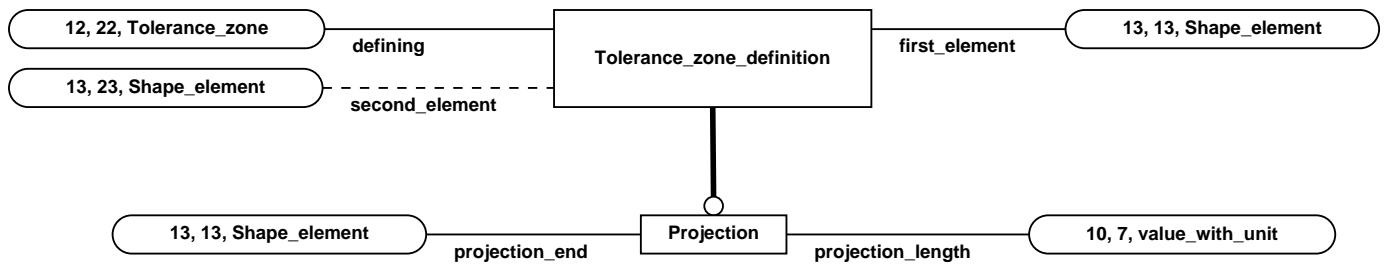 12, 22, Tolerance_zone
defining
13, 23, Shape_element
second_element
Tolerance_zone_definition
first_element
13, 13, Shape_element
13, 13, Shape_element
projection_end
Projection
projection_length
10, 7, value_with_unit